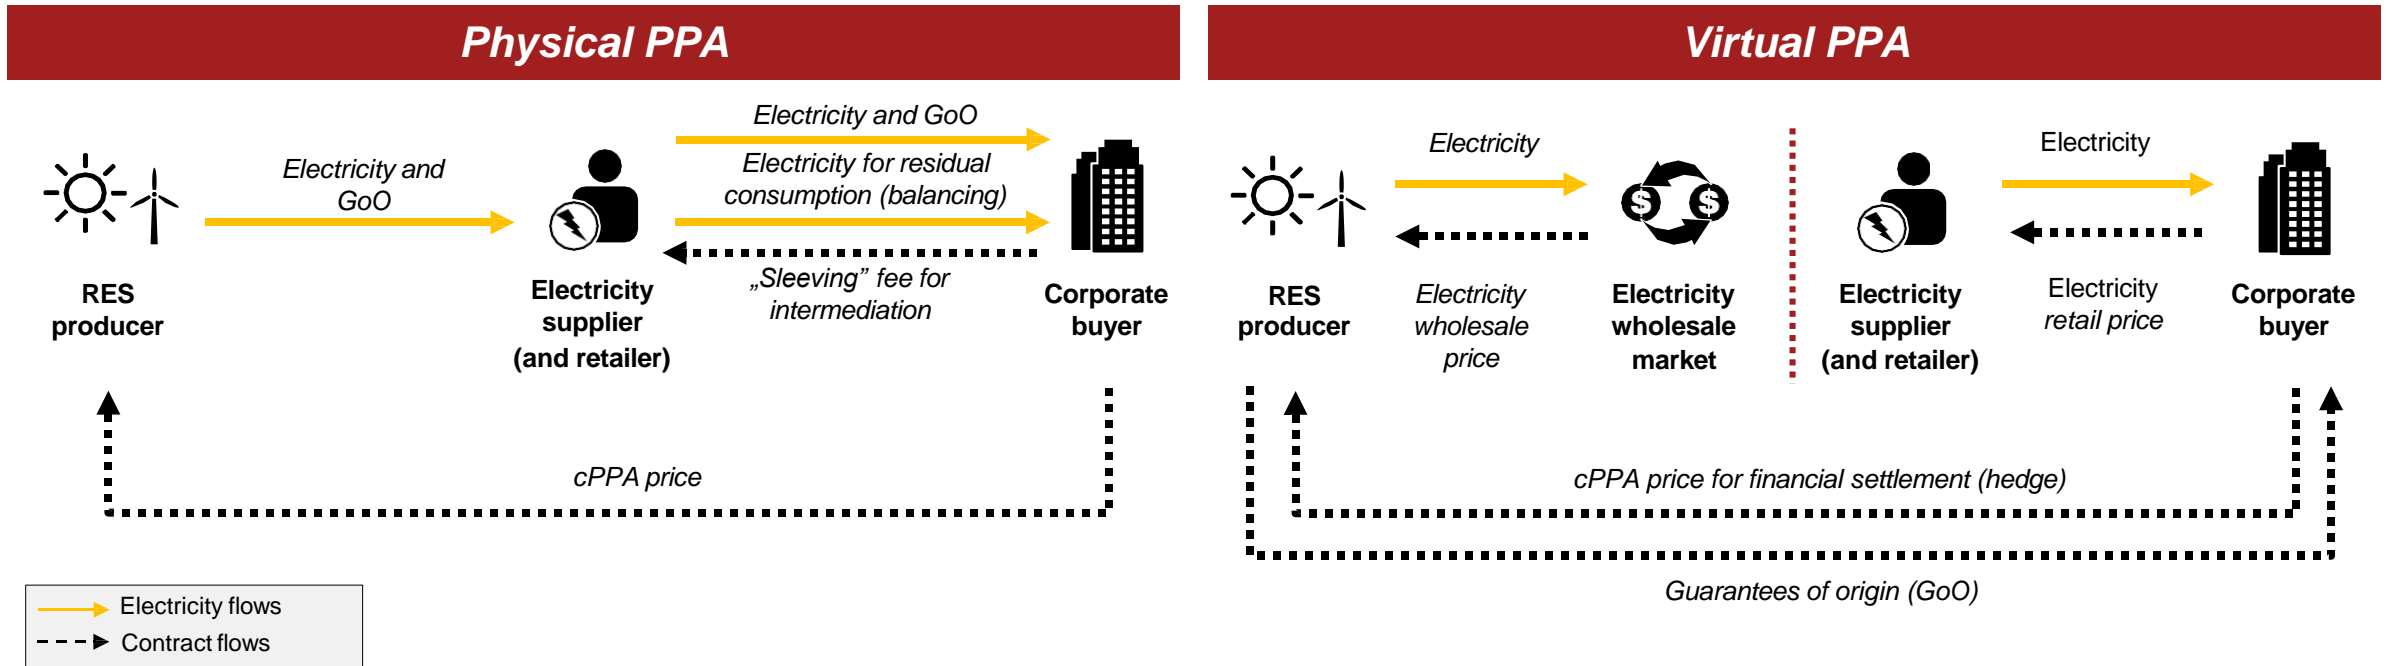 Physical PPA
Electricity and
GoO
Electricity and GoO
Electricity for residual
consumption (balancing)
„Sleeving” fee for
intermediation
RES
producer
Electricity
supplier
(and retailer)
Corporate
buyer
cPPA price
Virtual PPA
Electricity
Electricity
wholesale
price
Electricity
Electricity
retail price
$ $
RES
producer
Electricity
wholesale
market
Electricity
supplier
(and retailer)
Corporate
buyer
cPPA price for financial settlement (hedge)
Guarantees of origin (GoO)
Electricity flows
Contract flows